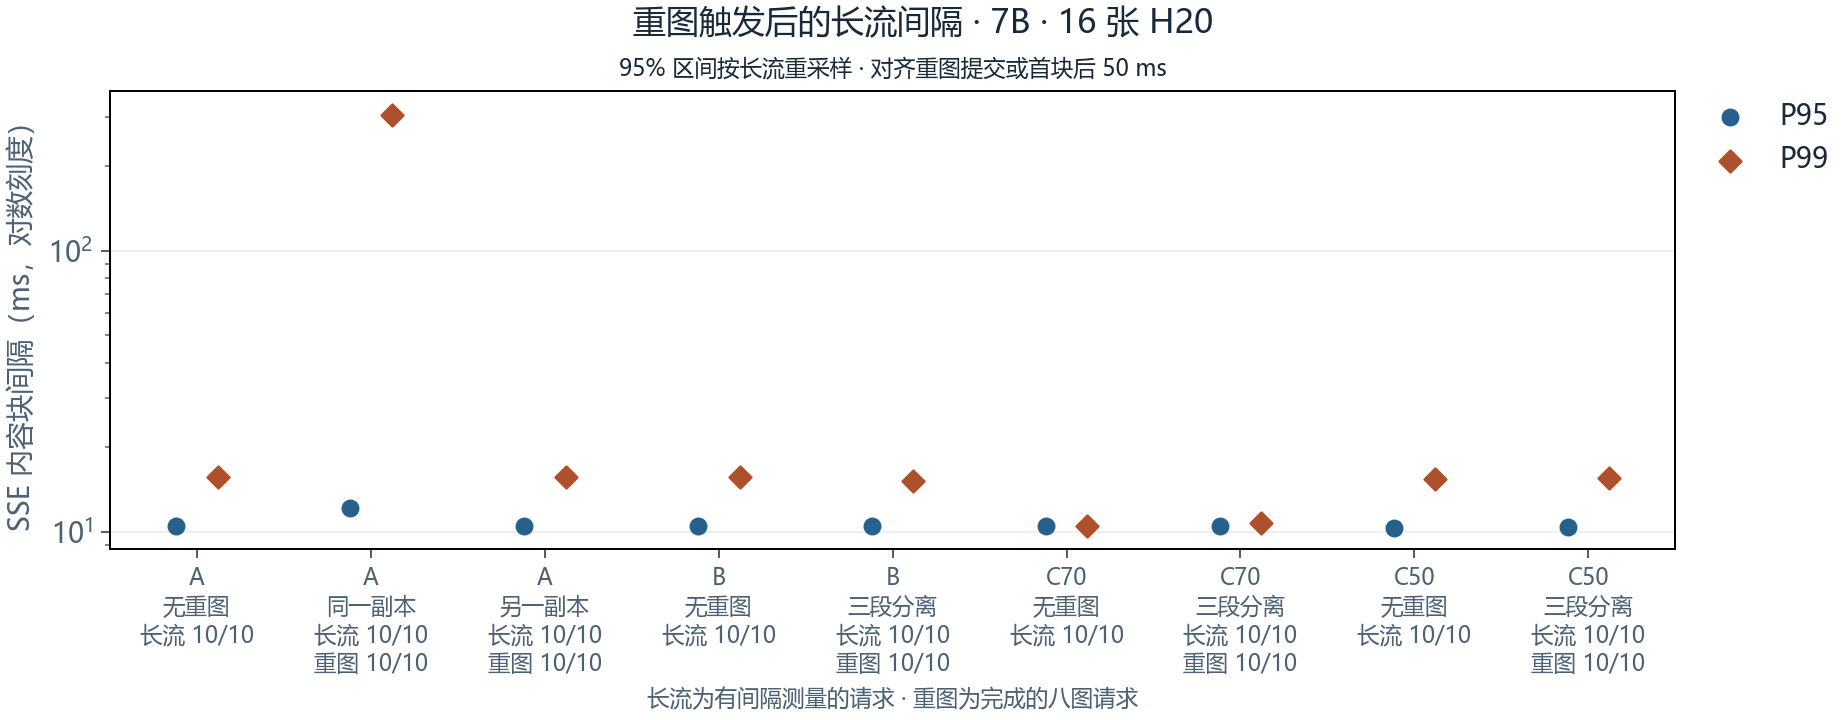 重图触发后的长流间隔 · 7B · 16 张 H20
95% 区间按长流重采样 · 对齐重图提交或首块后 50 ms
P95
P99
SSE 内容块间隔（ms，对数刻度）
10²
10¹
A
无重图
长流 10/10
A
同一副本
长流 10/10
重图 10/10
A
另一副本
长流 10/10
重图 10/10
B
无重图
长流 10/10
B
三段分离
长流 10/10
重图 10/10
C70
无重图
长流 10/10
C70
三段分离
长流 10/10
重图 10/10
C50
无重图
长流 10/10
C50
三段分离
长流 10/10
重图 10/10
长流为有间隔测量的请求 · 重图为完成的八图请求